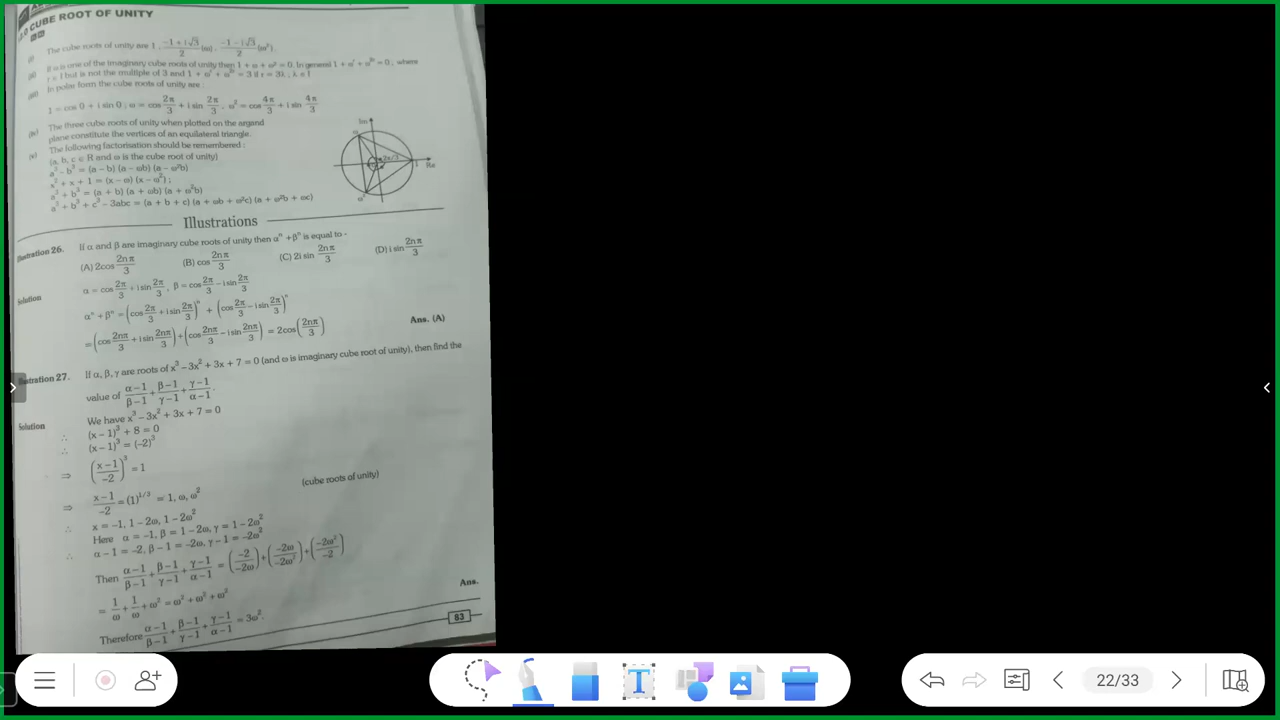 CUBE ROOT OF UNITY
(i) The cube roots of unity are 1, (-1 + i√3)/2 (ω), (-1 - i√3)/2 (ω²).
(ii) If ω is one of the imaginary cube roots of unity then 1 + ω + ω² = 0. In general 1 + ωʳ + ω²ʳ = 0; where
r = 1 but is not the multiple of 3 and 1 + ωʳ + ω²ʳ = 3 if r = 3λ; λ ∈ I
(iii) In polar form the cube roots of unity are :
1 = cos 0 + i sin 0 ; ω = cos 2π/3 + i sin 2π/3, ω² = cos 4π/3 + i sin 4π/3
(iv) The three cube roots of unity when plotted on the argand
plane constitute the vertices of an equilateral triangle.
(v) The following factorisation should be remembered :
(a, b, c ∈ R and ω is the cube root of unity)
a³ - b³ = (a - b) (a - ωb) (a - ω²b)
x² + x + 1 = (x - ω) (x - ω²) ;
a³ + b³ = (a + b) (a + ωb) (a + ω²b)
a³ + b³ + c³ - 3abc = (a + b + c) (a + ωb + ω²c) (a + ω²b + ωc)
Im
ω
2π/3
1
Re
ω²
Illustrations
Illustration 26. If α and β are imaginary cube roots of unity then αⁿ + βⁿ is equal to -
(A) 2cos 2nπ/3 (B) cos 2nπ/3 (C) 2i sin 2nπ/3 (D) i sin 2nπ/3
Solution α = cos 2π/3 + i sin 2π/3, β = cos 2π/3 - i sin 2π/3
αⁿ + βⁿ = (cos 2π/3 + i sin 2π/3)ⁿ + (cos 2π/3 - i sin 2π/3)ⁿ
= (cos 2nπ/3 + i sin 2nπ/3) + (cos 2nπ/3 - i sin 2nπ/3) = 2cos(2nπ/3)
Ans. (A)
Illustration 27. If α, β, γ are roots of x³ - 3x² + 3x + 7 = 0 (and ω is imaginary cube root of unity), then find the
value of (α-1)/(β-1) + (β-1)/(γ-1) + (γ-1)/(α-1).
Solution We have x³ - 3x² + 3x + 7 = 0
∴ (x - 1)³ + 8 = 0
∴ (x - 1)³ = (-2)³
⇒ ((x-1)/-2)³ = 1
⇒ (x-1)/-2 = (1)^1/3 = 1, ω, ω² (cube roots of unity)
∴ x = -1, 1 - 2ω, 1 - 2ω²
Here α = -1, β = 1 - 2ω, γ = 1 - 2ω²
∴ α - 1 = -2, β - 1 = -2ω, γ - 1 = -2ω²
Then (α-1)/(β-1) + (β-1)/(γ-1) + (γ-1)/(α-1) = (-2/-2ω) + (-2ω/-2ω²) + (-2ω²/-2)
= 1/ω + 1/ω + ω² = ω² + ω² + ω²
Therefore (α-1)/(β-1) + (β-1)/(γ-1) + (γ-1)/(α-1) = 3ω².
Ans.
83
22/33